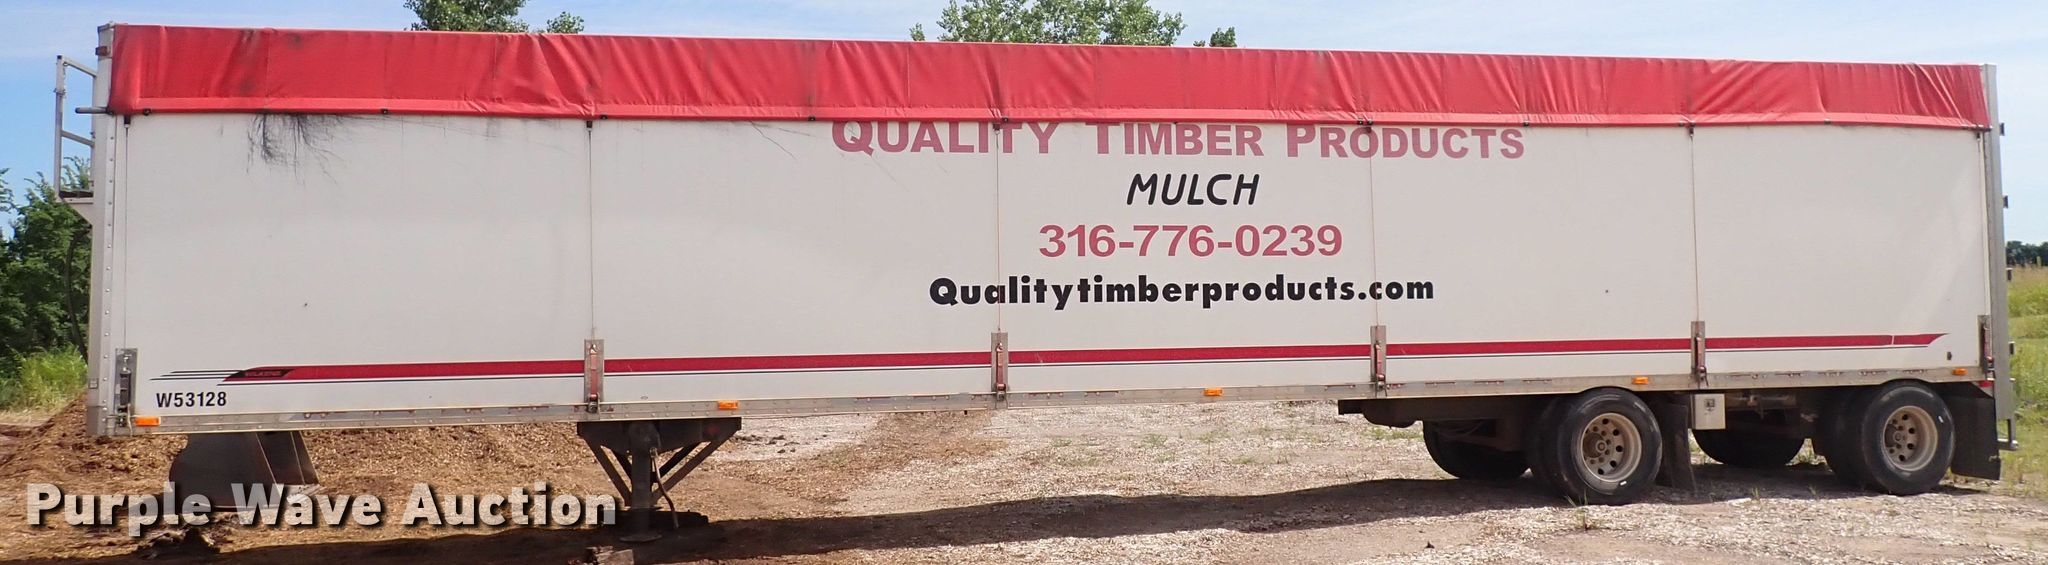 QUALITY TIMBER PRODUCTS
MULCH
316-776-0239
Qualitytimberproducts.com
W53128
Purple Wave Auction